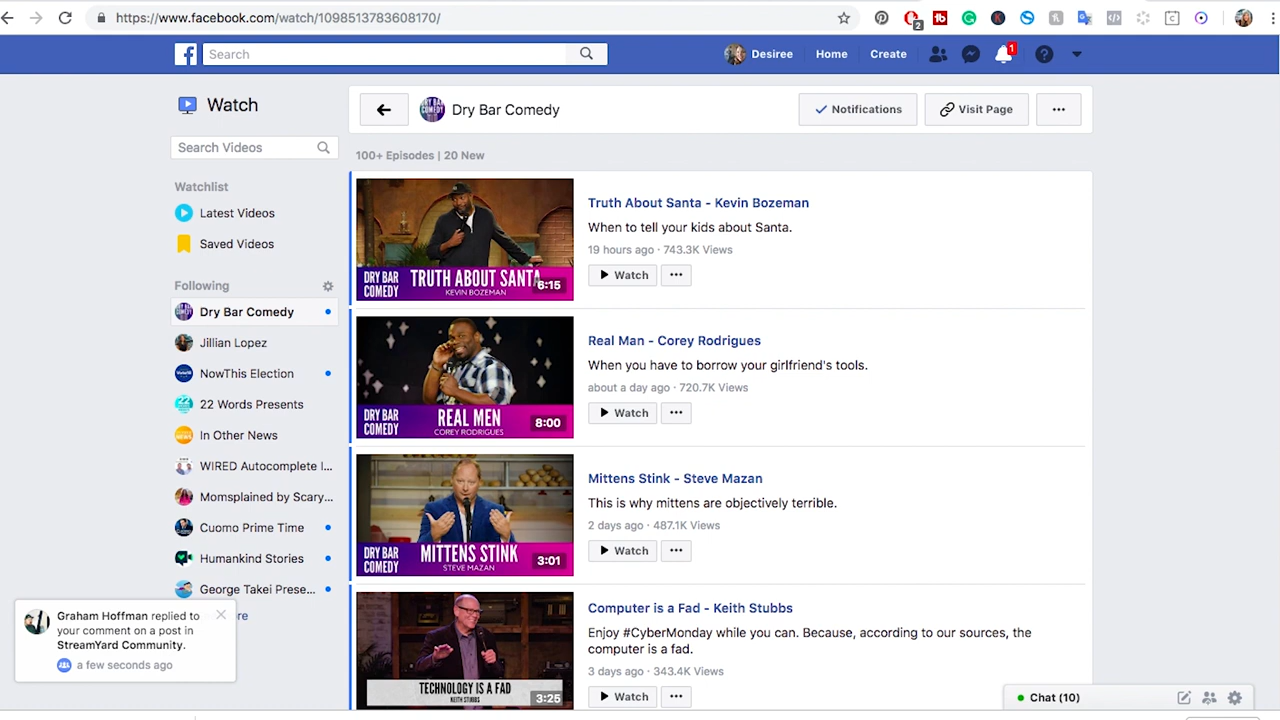 https://www.facebook.com/watch/1098513783608170/
2
Search
Desiree
Home
Create
1
Watch
Search Videos
Watchlist
Latest Videos
Saved Videos
Following
Dry Bar Comedy
Jillian Lopez
NowThis Election
22 Words Presents
In Other News
WIRED Autocomplete I...
Momsplained by Scary...
Cuomo Prime Time
Humankind Stories
George Takei Prese...
re
Graham Hoffman replied to
your comment on a post in
StreamYard Community.
a few seconds ago
Dry Bar Comedy
Notifications
Visit Page
100+ Episodes | 20 New
DRY BAR
COMEDY
TRUTH ABOUT SANTA
KEVIN BOZEMAN
6:15
Truth About Santa - Kevin Bozeman
When to tell your kids about Santa.
19 hours ago · 743.3K Views
Watch
DRY BAR
COMEDY
REAL MEN
COREY RODRIGUES
8:00
Real Man - Corey Rodrigues
When you have to borrow your girlfriend's tools.
about a day ago · 720.7K Views
Watch
DRY BAR
COMEDY
MITTENS STINK
STEVE MAZAN
3:01
Mittens Stink - Steve Mazan
This is why mittens are objectively terrible.
2 days ago · 487.1K Views
Watch
TECHNOLOGY IS A FAD
KEITH STUBBS
3:25
Computer is a Fad - Keith Stubbs
Enjoy #CyberMonday while you can. Because, according to our sources, the
computer is a fad.
3 days ago · 343.4K Views
Watch
Chat (10)